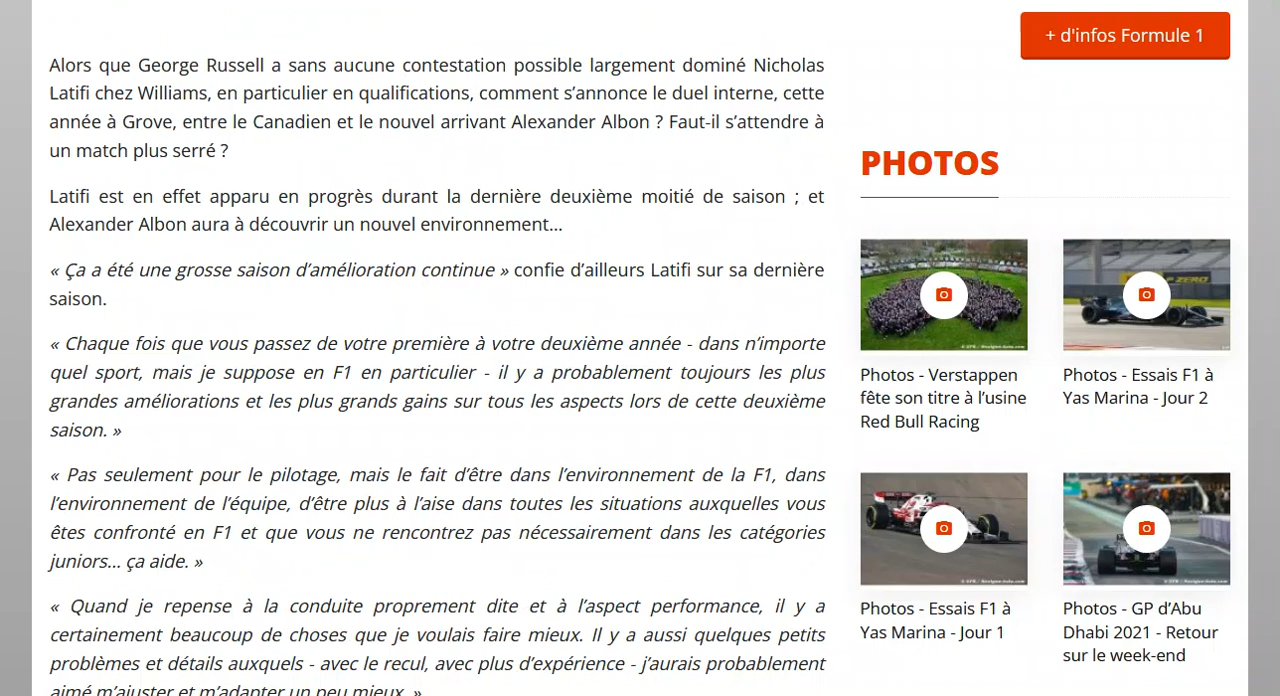 + d'infos Formule 1
Alors que George Russell a sans aucune contestation possible largement dominé Nicholas
Latifi chez Williams, en particulier en qualifications, comment s’annonce le duel interne, cette
année à Grove, entre le Canadien et le nouvel arrivant Alexander Albon ? Faut-il s’attendre à
un match plus serré ?
Latifi est en effet apparu en progrès durant la dernière deuxième moitié de saison ; et
Alexander Albon aura à découvrir un nouvel environnement…
« Ça a été une grosse saison d’amélioration continue » confie d’ailleurs Latifi sur sa dernière
saison.
« Chaque fois que vous passez de votre première à votre deuxième année - dans n’importe
quel sport, mais je suppose en F1 en particulier - il y a probablement toujours les plus
grandes améliorations et les plus grands gains sur tous les aspects lors de cette deuxième
saison. »
« Pas seulement pour le pilotage, mais le fait d’être dans l’environnement de la F1, dans
l’environnement de l’équipe, d’être plus à l’aise dans toutes les situations auxquelles vous
êtes confronté en F1 et que vous ne rencontrez pas nécessairement dans les catégories
juniors… ça aide. »
« Quand je repense à la conduite proprement dite et à l’aspect performance, il y a
certainement beaucoup de choses que je voulais faire mieux. Il y a aussi quelques petits
problèmes et détails auxquels - avec le recul, avec plus d’expérience - j’aurais probablement
aimé m’ajuster et m’adapter un peu mieux. »
PHOTOS
Photos - Verstappen
fête son titre à l’usine
Red Bull Racing
P ZERO
Photos - Essais F1 à
Yas Marina - Jour 2
Photos - Essais F1 à
Yas Marina - Jour 1
Photos - GP d’Abu
Dhabi 2021 - Retour
sur le week-end